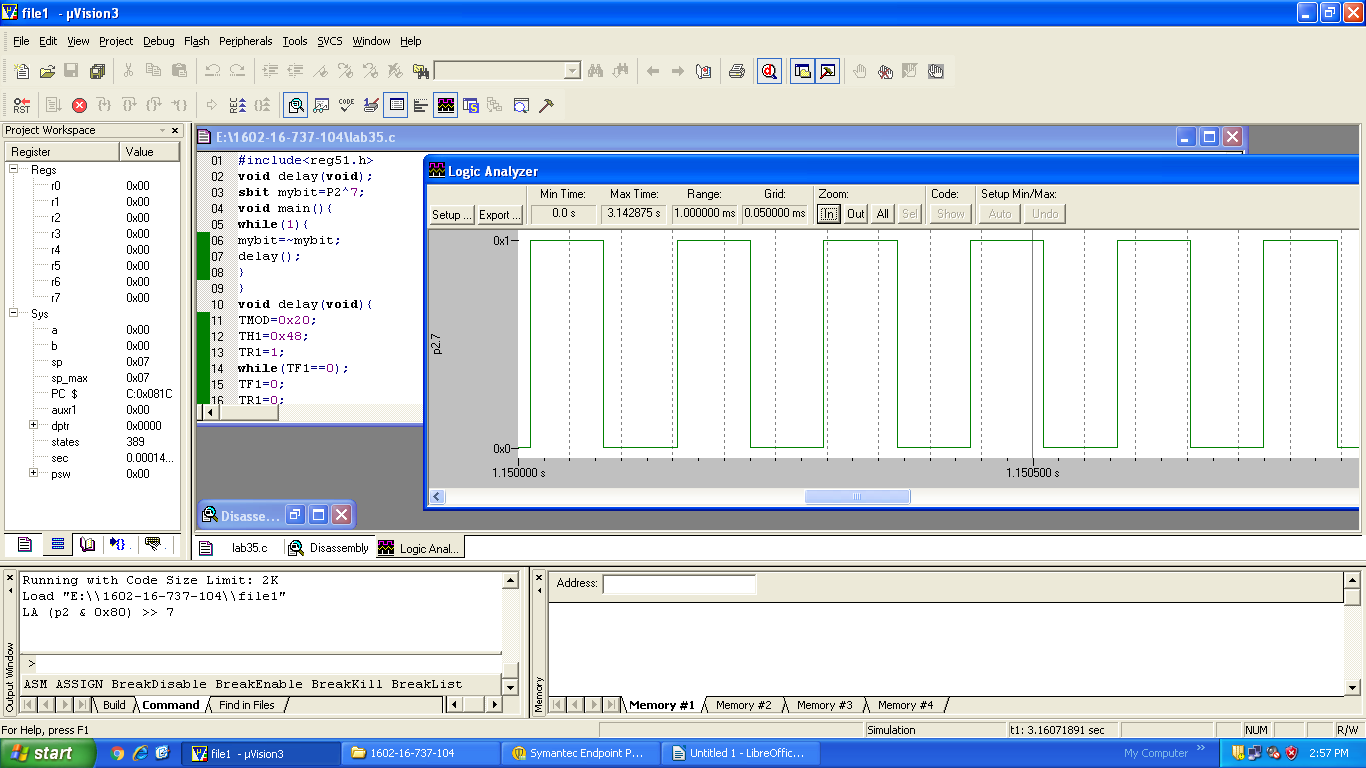 file1 - µVision3
File Edit View Project Debug Flash Peripherals Tools SVCS Window Help
RST
CODE
REC
Project Workspace
Register Value
Regs
r0 0x00
r1 0x00
r2 0x00
r3 0x00
r4 0x00
r5 0x00
r6 0x00
r7 0x00
Sys
a 0x00
b 0x00
sp 0x07
sp_max 0x07
PC $ C:0x081C
auxr1 0x00
dptr 0x0000
states 389
sec 0.00014...
psw 0x00
E:\1602-16-737-104\lab35.c
01 #include<reg51.h>
02 void delay(void);
03 sbit mybit=P2^7;
04 void main(){
05 while(1){
06 mybit=~mybit;
07 delay();
08 }
09 }
10 void delay(void){
11 TMOD=0x20;
12 TH1=0x48;
13 TR1=1;
14 while(TF1==0);
15 TF1=0;
16 TR1=0;
Logic Analyzer
Min Time: Max Time: Range: Grid: Zoom: Code: Setup Min/Max:
Setup ... Export ... 0.0 s 3.142875 s 1.000000 ms 0.050000 ms In Out All Sel Show Auto Undo
0x1
p2.7
0x0
1.150000 s 1.150500 s
Disasse...
lab35.c Disassembly Logic Anal...
Running with Code Size Limit: 2K
Load "E:\\1602-16-737-104\\file1"
LA (p2 & 0x80) >> 7
>
ASM ASSIGN BreakDisable BreakEnable BreakKill BreakList
Build Command Find in Files
Output Window
Address:
Memory #1 Memory #2 Memory #3 Memory #4
Memory
For Help, press F1 Simulation t1: 3.16071891 sec NUM R/W
start file1 - µVision3 1602-16-737-104 Symantec Endpoint P... Untitled 1 - LibreOffic... My Computer 2:57 PM